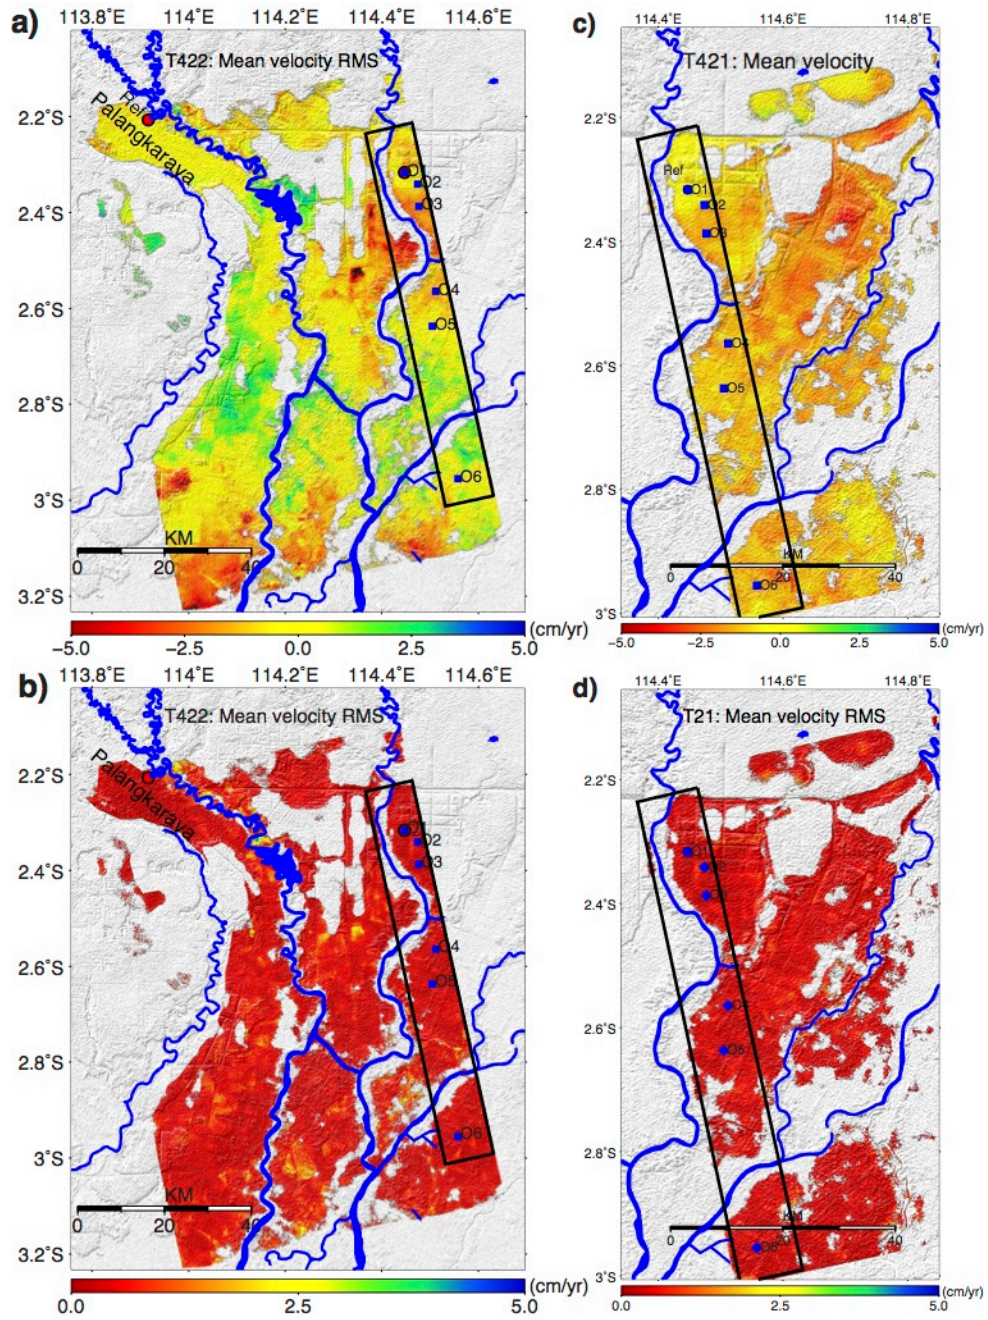 a)
113.8°E 114°E 114.2°E 114.4°E 114.6°E
T422: Mean velocity RMS
Ref
Palangkaraya
2.2°S
2.4°S
2.6°S
2.8°S
3°S
3.2°S
O2
O3
O4
O5
O6
KM
0 20 40
−5.0 −2.5 0.0 2.5 5.0 (cm/yr)
c)
114.4°E 114.6°E 114.8°E
T421: Mean velocity
2.2°S
2.4°S
2.6°S
2.8°S
3°S
Ref
O1
O2
O3
O4
O5
O6
KM
0 20 40
−5.0 −2.5 0.0 2.5 5.0 (cm/yr)
b)
113.8°E 114°E 114.2°E 114.4°E 114.6°E
T422: Mean velocity RMS
Palangkaraya
2.2°S
2.4°S
2.6°S
2.8°S
3°S
3.2°S
O2
O3
O4
O5
O6
KM
0 20 40
0.0 2.5 5.0 (cm/yr)
d)
114.4°E 114.6°E 114.8°E
T21: Mean velocity RMS
2.2°S
2.4°S
2.6°S
2.8°S
3°S
O1
O5
O6
KM
0 20 40
0.0 2.5 5.0 (cm/yr)